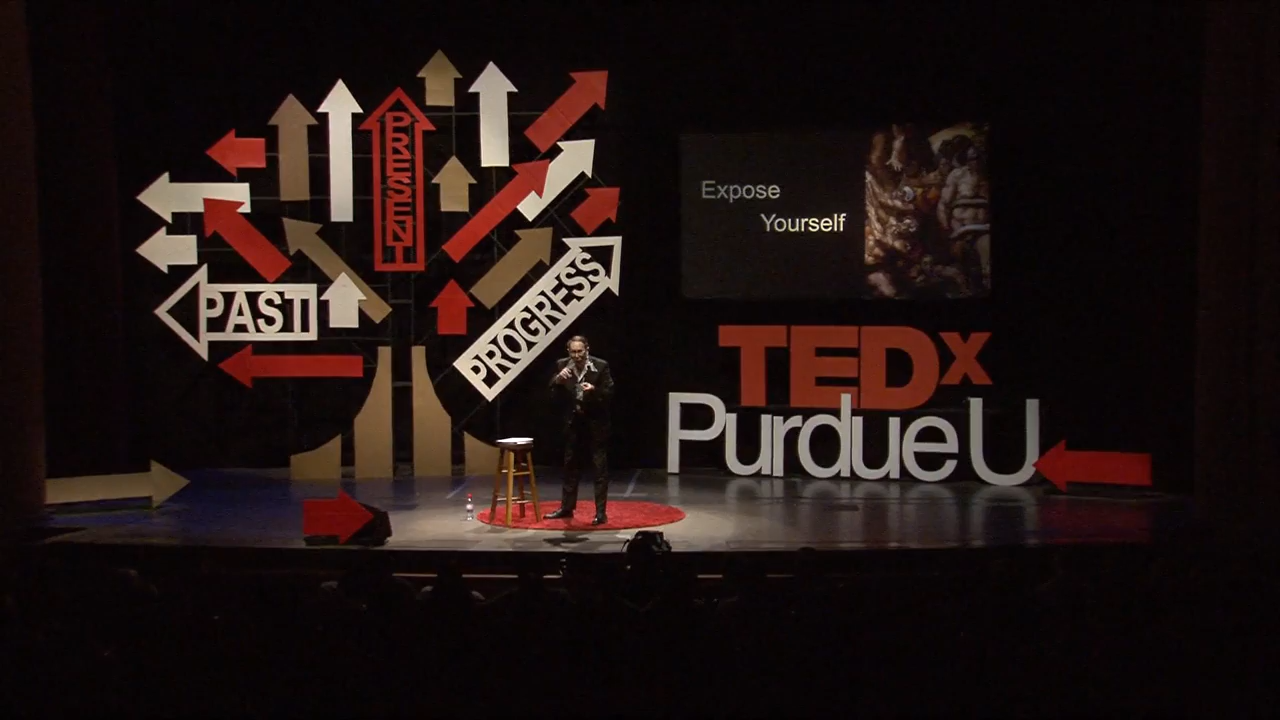 PRESENT
PAST
PROGRESS
Expose
Yourself
TEDx
PurdueU